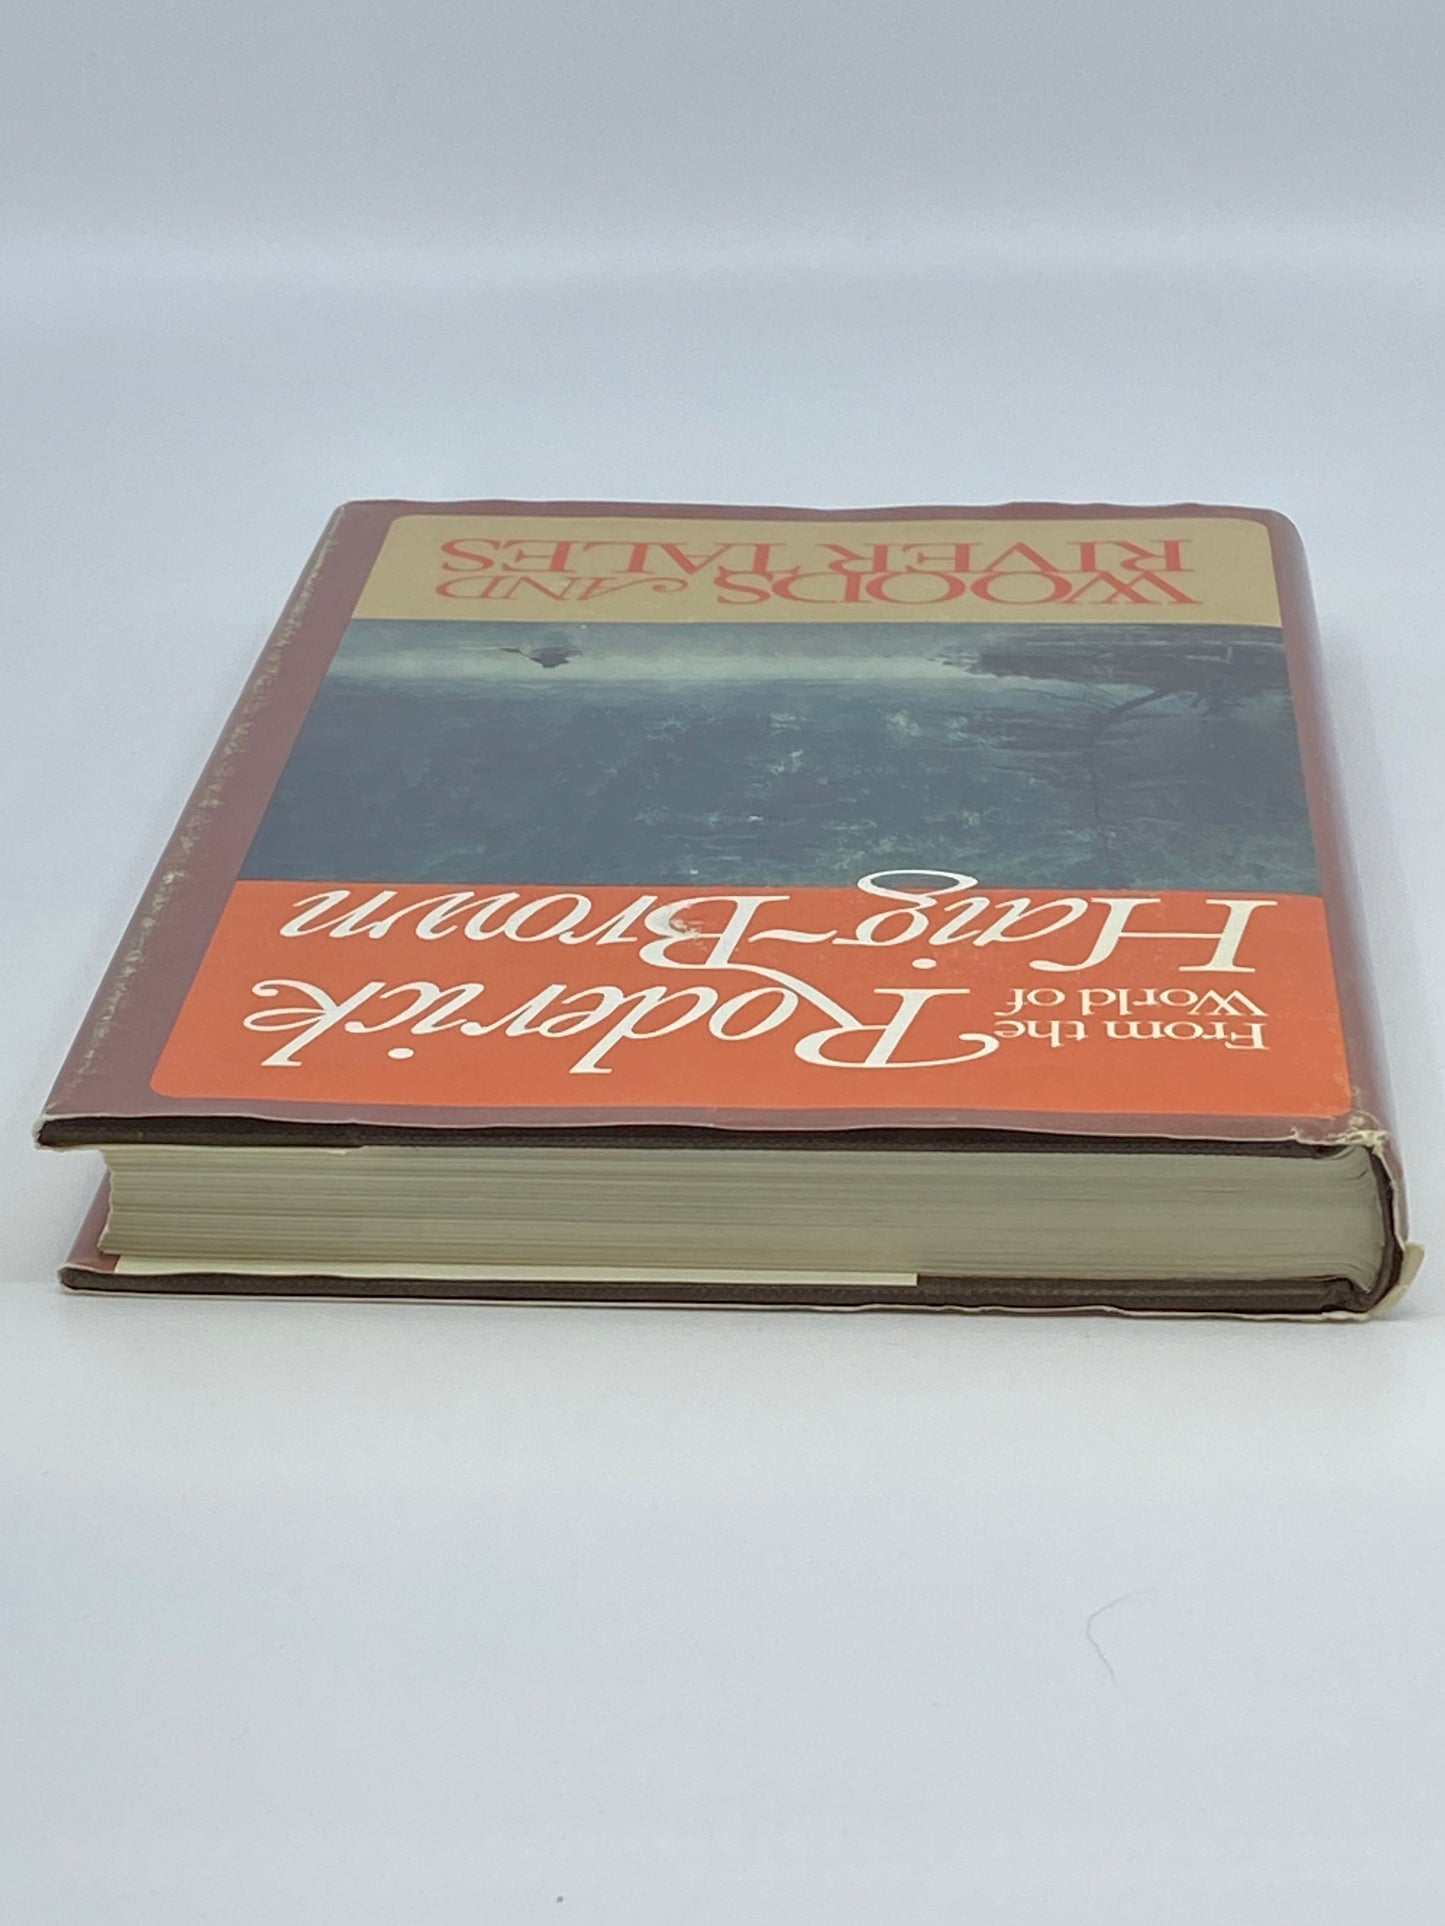 From the
World of
Roderick
Haig-Brown
WOODS AND
RIVER TALES